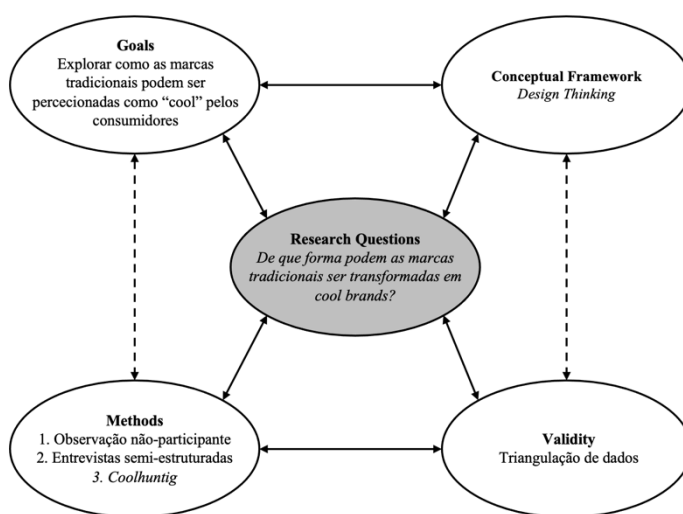 Goals
Explorar como as marcas
tradicionais podem ser
percecionadas como “cool” pelos
consumidores
Conceptual Framework
Design Thinking
Research Questions
De que forma podem as marcas
tradicionais ser transformadas em
cool brands?
Methods
1. Observação não-participante
2. Entrevistas semi-estruturadas
3. Coolhuntig
Validity
Triangulação de dados